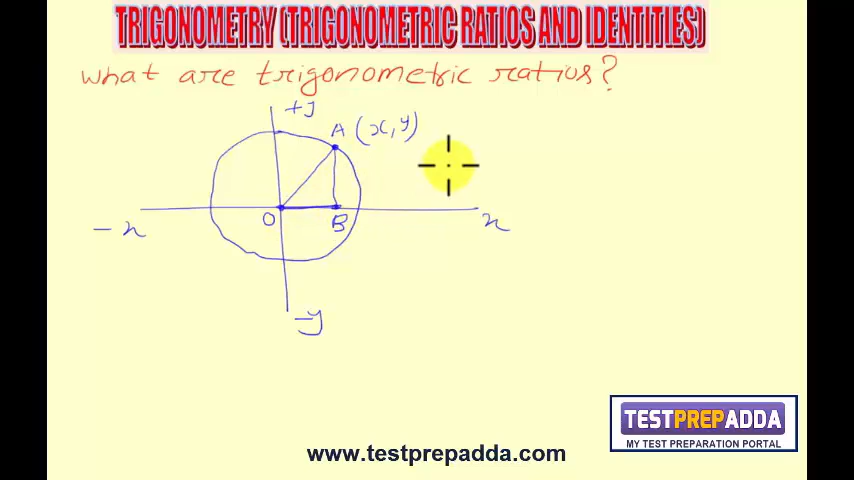 TRIGONOMETRY (TRIGONOMETRIC RATIOS AND IDENTITIES)
what are trigonometric ratios?
+y
A (x, y)
O
B
-x
x
-y
TESTPREPADDA
MY TEST PREPARATION PORTAL
www.testprepadda.com